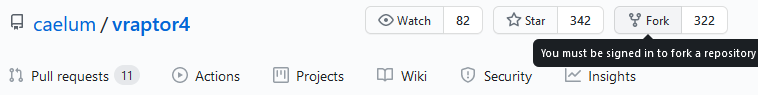 caelum / vraptor4 Watch 82 Star 342 Fork 322
You must be signed in to fork a repository
Pull requests 11 Actions Projects Wiki Security Insights